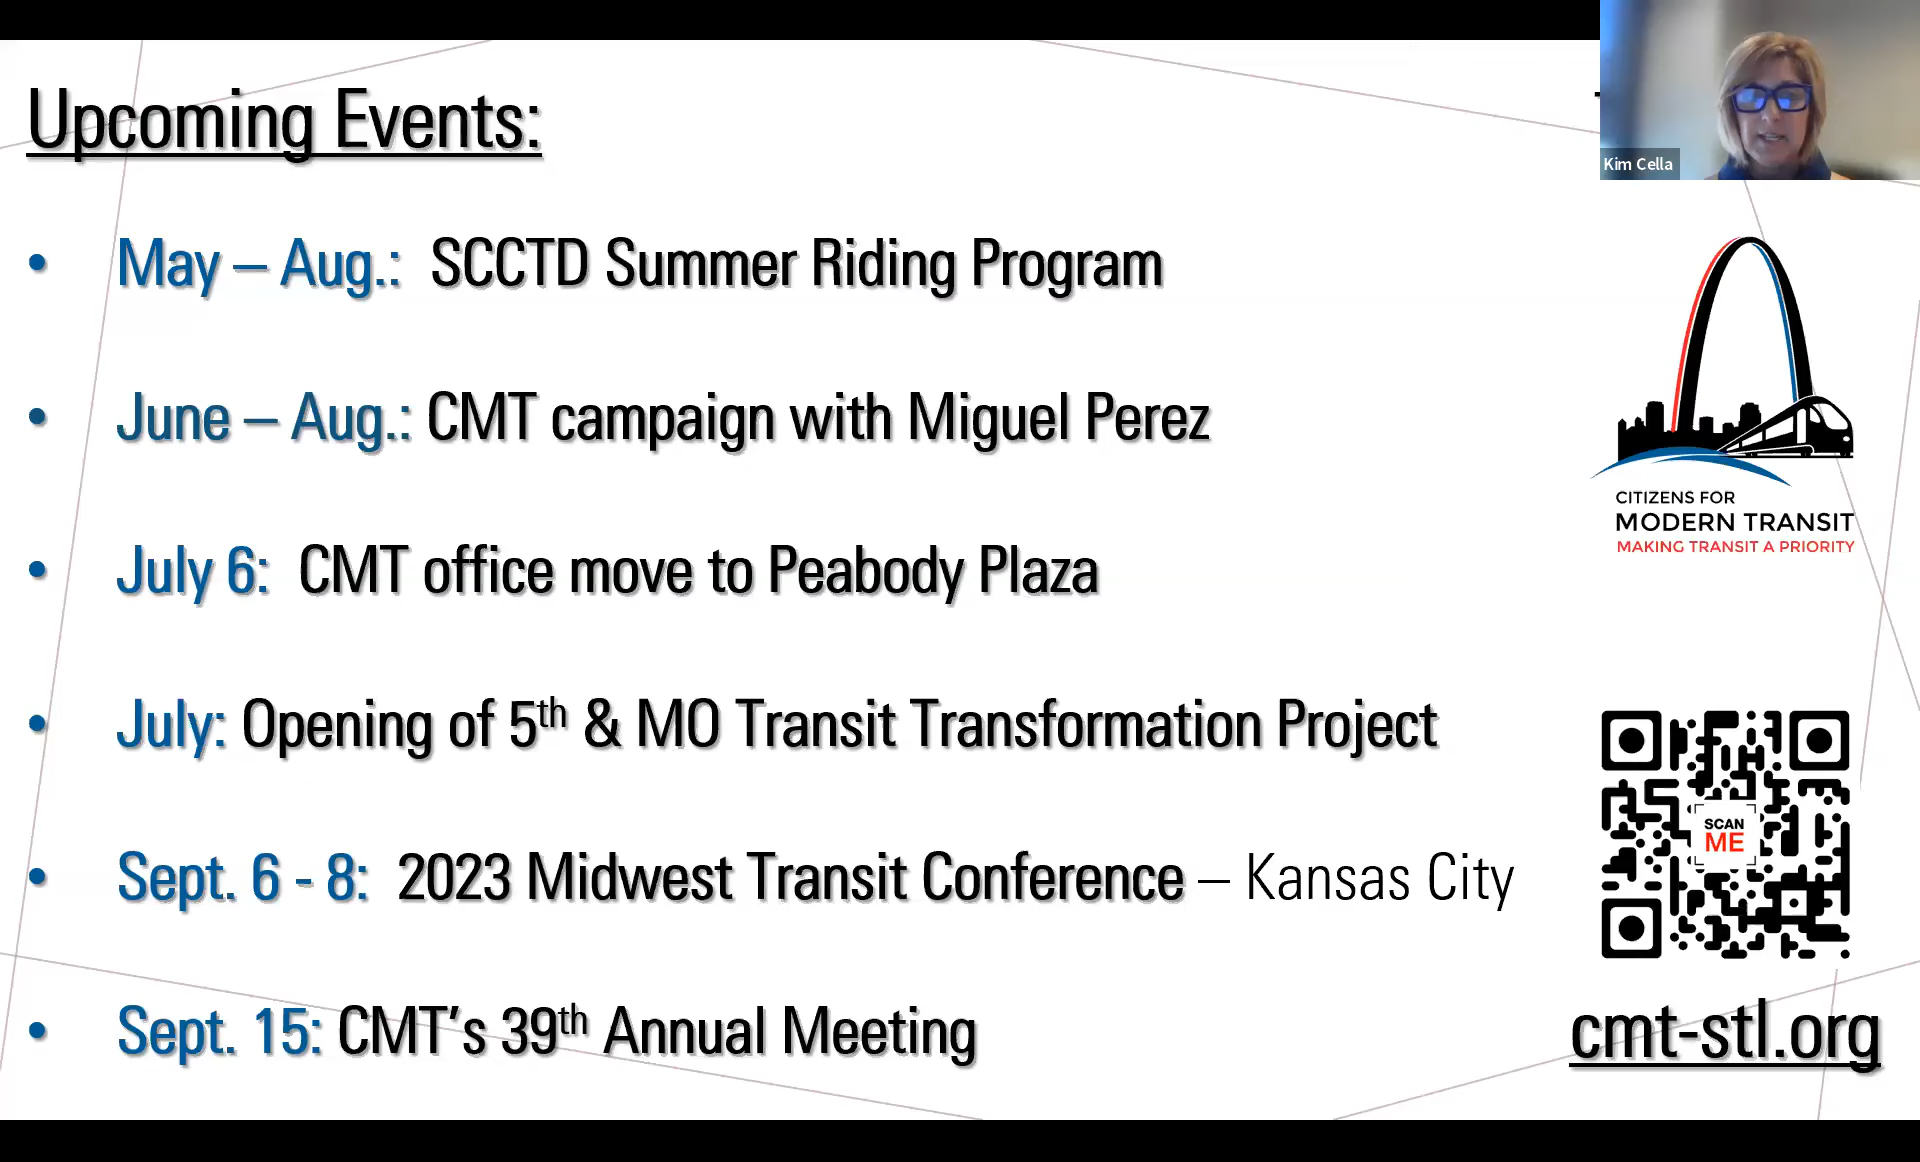 Upcoming Events:
Kim Cella
• May – Aug.: SCCTD Summer Riding Program
• June – Aug.: CMT campaign with Miguel Perez
• July 6: CMT office move to Peabody Plaza
• July: Opening of 5th & MO Transit Transformation Project
• Sept. 6 - 8: 2023 Midwest Transit Conference – Kansas City
• Sept. 15: CMT’s 39th Annual Meeting
CITIZENS FOR
MODERN TRANSIT
MAKING TRANSIT A PRIORITY
SCAN
ME
cmt-stl.org